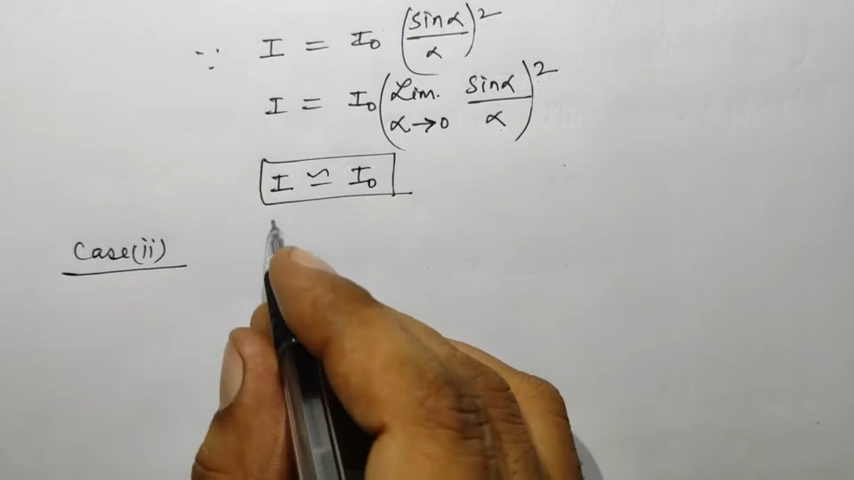 ∵ I = I₀ (Sinα/α)²
I = I₀ (Lim. α→0 Sinα/α)²
I ≃ I₀
Case(ii)